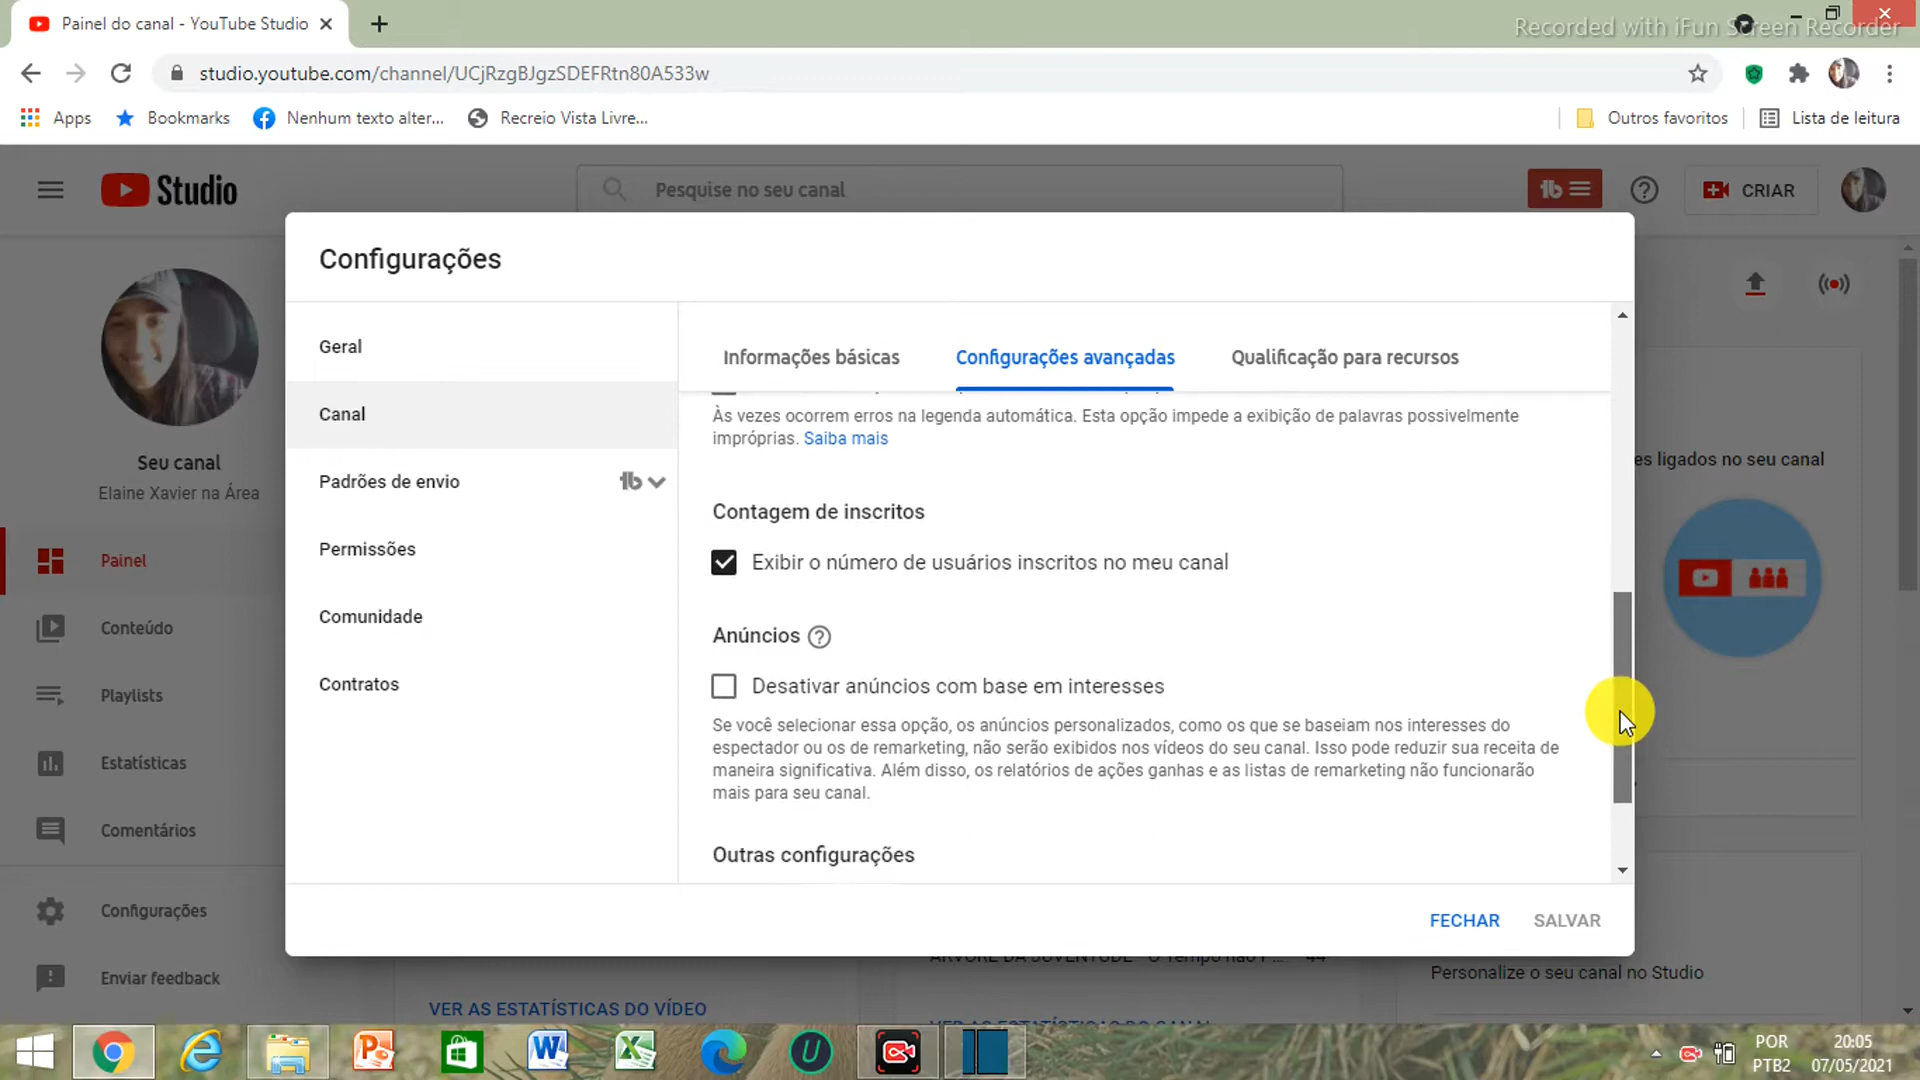 Painel do canal - YouTube Studio
Recorded with iFun Screen Recorder
studio.youtube.com/channel/UCjRzgBJgzSDEFRtn80A533w
Apps
Bookmarks
Nenhum texto alter...
Recreio Vista Livre...
Outros favoritos
Lista de leitura
Studio
Pesquise no seu canal
CRIAR
Configurações
Seu canal
Elaine Xavier na Área
Painel
Conteúdo
Playlists
Estatísticas
Comentários
Configurações
Enviar feedback
Geral
Canal
Padrões de envio
Permissões
Comunidade
Contratos
Informações básicas
Configurações avançadas
Qualificação para recursos
Às vezes ocorrem erros na legenda automática. Esta opção impede a exibição de palavras possivelmente
impróprias. Saiba mais
Contagem de inscritos
Exibir o número de usuários inscritos no meu canal
Anúncios
Desativar anúncios com base em interesses
Se você selecionar essa opção, os anúncios personalizados, como os que se baseiam nos interesses do
espectador ou os de remarketing, não serão exibidos nos vídeos do seu canal. Isso pode reduzir sua receita de
maneira significativa. Além disso, os relatórios de ações ganhas e as listas de remarketing não funcionarão
mais para seu canal.
Outras configurações
FECHAR
SALVAR
es ligados no seu canal
Personalize o seu canal no Studio
VER AS ESTATÍSTICAS DO VÍDEO
POR
PTB2
20:05
07/05/2021